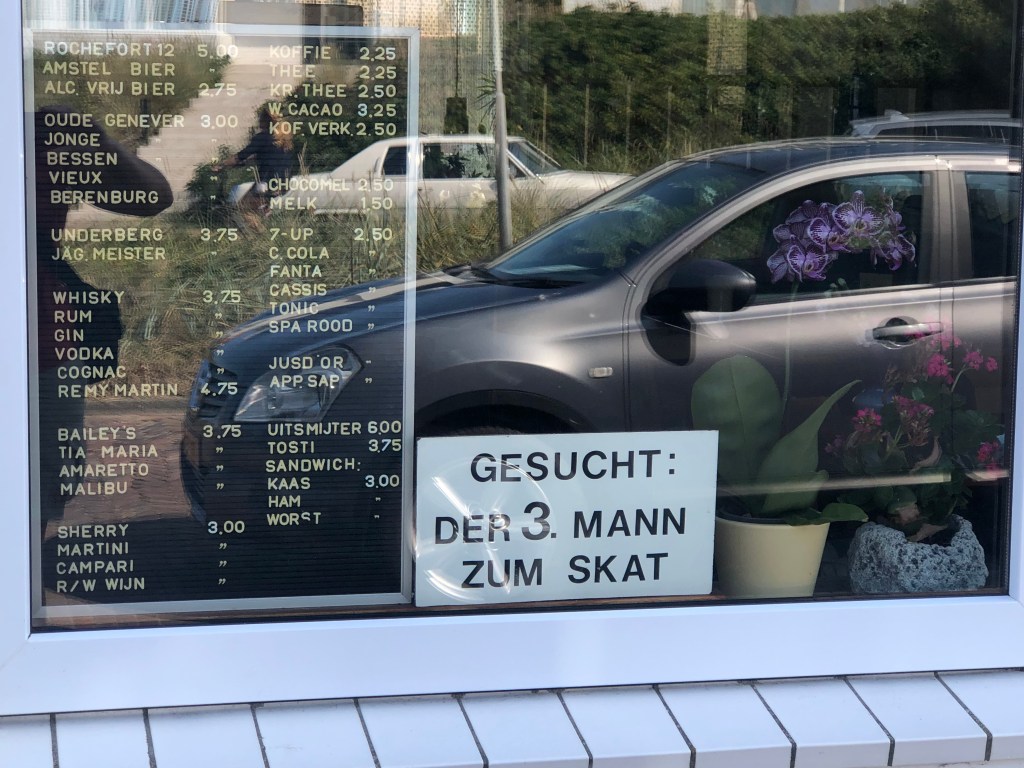 ROCHEFORT 12 5,00
AMSTEL BIER
ALC. VRIJ BIER 2,75
OUDE GENEVER 3,00
JONGE
BESSEN
VIEUX
BERENBURG "
UNDERBERG 3,75
JÄG. MEISTER "
WHISKY 3,75
RUM "
GIN "
VODKA "
COGNAC "
REMY MARTIN 4,75
BAILEY'S 3,75
TIA MARIA "
AMARETTO "
MALIBU "
SHERRY 3,00
MARTINI "
CAMPARI "
R/W WIJN "
KOFFIE 2,25
THEE 2,25
KR. THEE 2,50
W. CACAO 3,25
KOF. VERK. 2,50
CHOCOMEL 2,50
MELK 1,50
7-UP 2,50
C. COLA "
FANTA "
CASSIS "
TONIC "
SPA ROOD "
JUS D'OR "
APP. SAP "
UITSMIJTER 6,00
TOSTI 3,75
SANDWICH:
KAAS 3,00
HAM "
WORST "
GESUCHT:
DER 3. MANN
ZUM SKAT